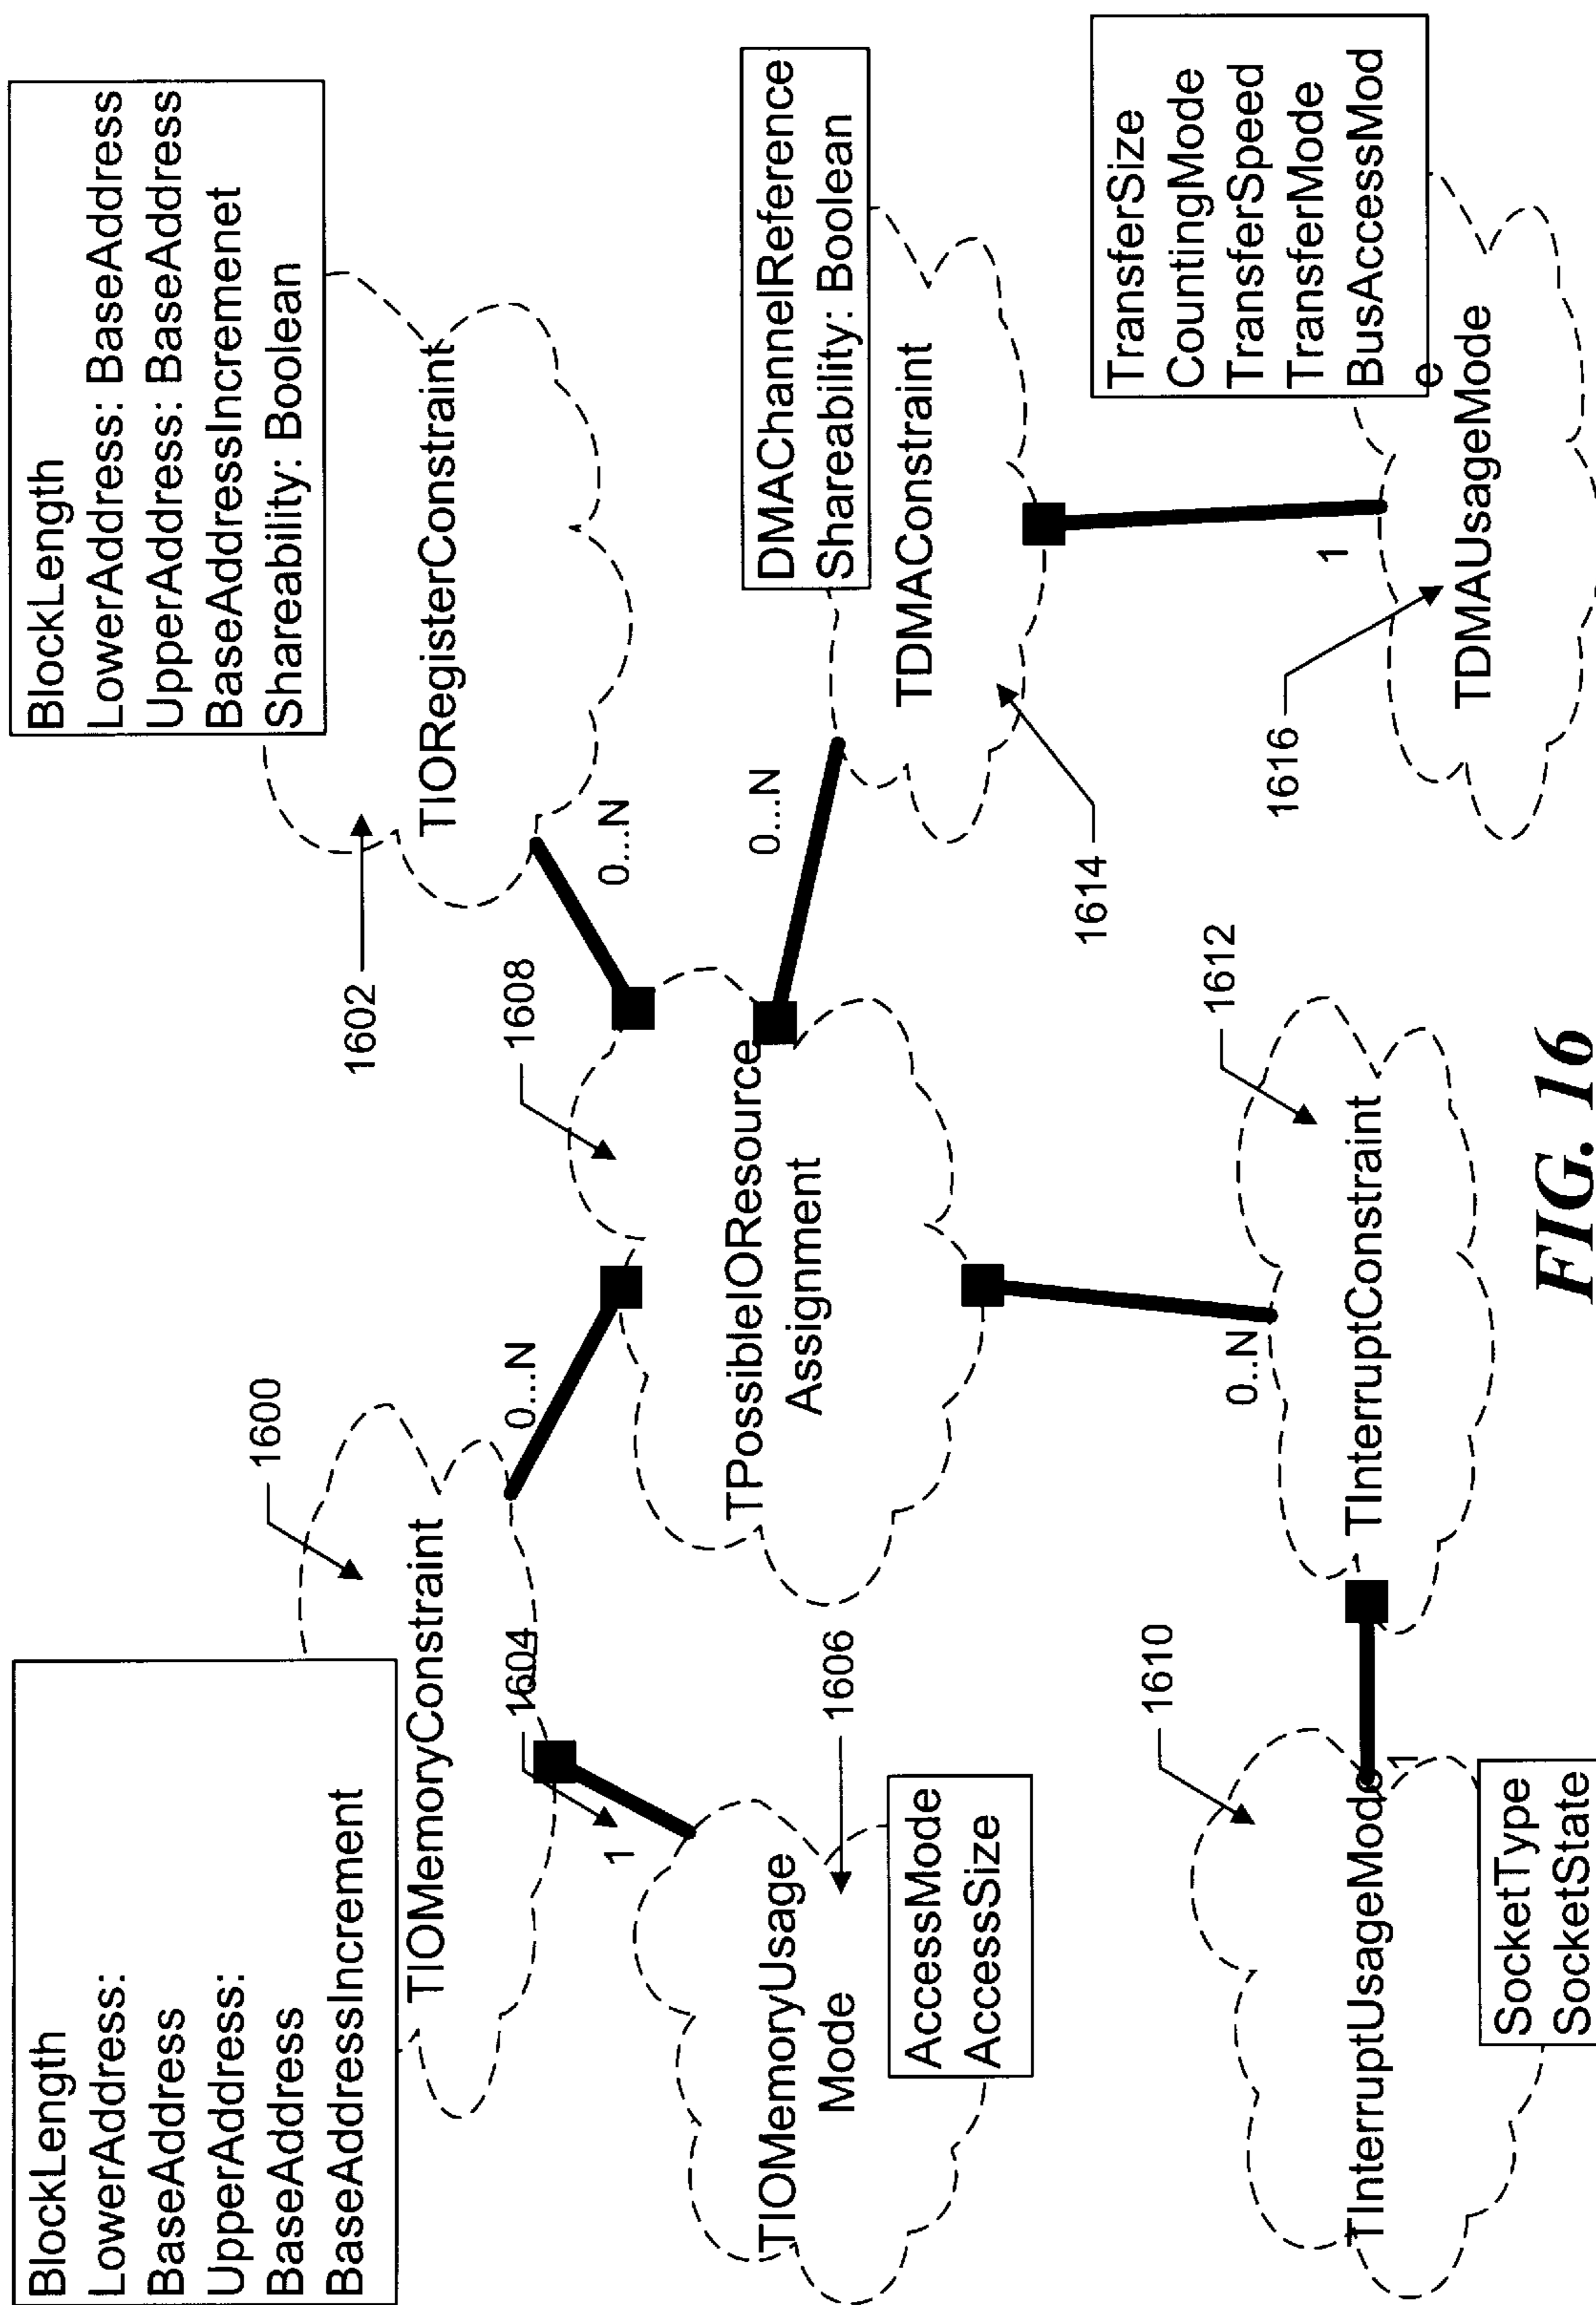 BlockLength
LowerAddress:
BaseAddress
UpperAddress:
BaseAddress
BaseAddressIncrement
1600
TIOMemoryConstraint
BlockLength
LowerAddress: BaseAddress
UpperAddress: BaseAddress
BaseAddressIncremenet
Shareability: Boolean
1602
TIORegisterConstraint
1604
1
0...N
0...N
TIOMemoryUsage
Mode
1606
AccessMode
AccessSize
1608
TPossibleIOResource
Assignment
0...N
DMAChannelReference
Shareability: Boolean
TDMAConstraint
1614
1610
TInterruptUsageMode
1
SocketType
SocketState
0..N
1612
TInterruptConstraint
1
1616
TDMAUsageMode
TransferSize
CountingMode
TransferSpeed
TransferMode
BusAccessMod
e
FIG. 16